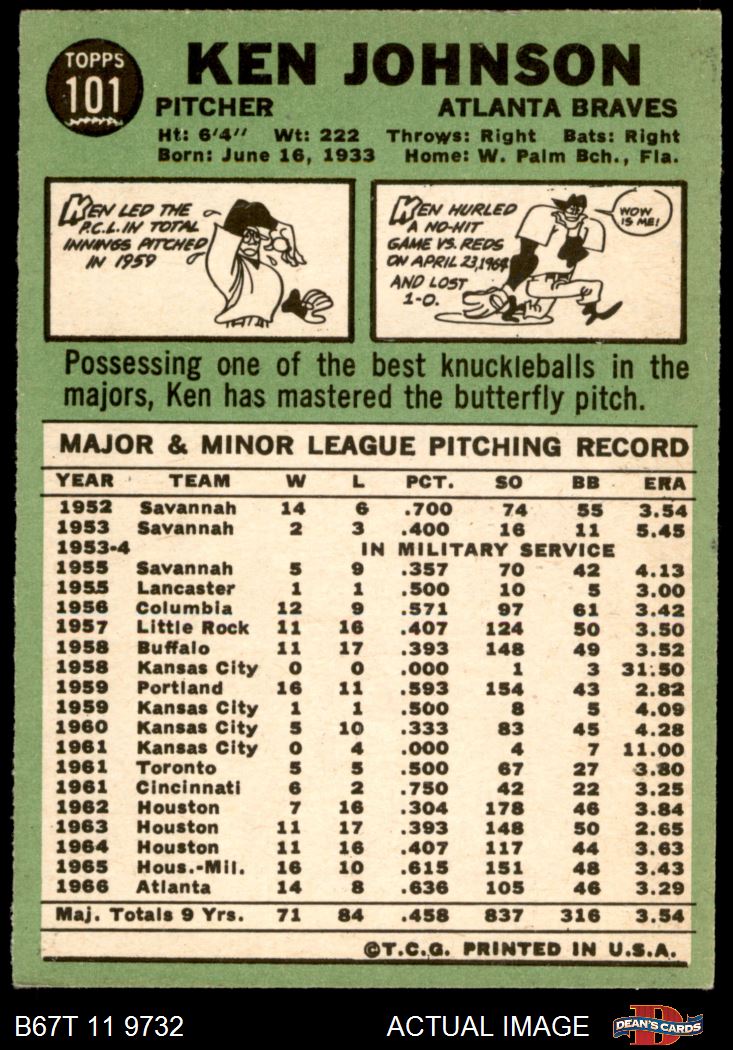 TOPPS
101
KEN JOHNSON
PITCHER ATLANTA BRAVES
Ht: 6'4" Wt: 222 Throws: Right Bats: Right
Born: June 16, 1933 Home: W. Palm Bch., Fla.
KEN LED THE
P.C.L. IN TOTAL
INNINGS PITCHED
IN 1959
KEN HURLED
A NO-HIT
GAME VS. REDS
ON APRIL 23, 1964
AND LOST
1-0.
WOW
IS ME!
Possessing one of the best knuckleballs in the
majors, Ken has mastered the butterfly pitch.
MAJOR & MINOR LEAGUE PITCHING RECORD
YEAR TEAM W L PCT. SO BB ERA
1952 Savannah 14 6 .700 74 55 3.54
1953 Savannah 2 3 .400 16 11 5.45
1953-4 IN MILITARY SERVICE
1955 Savannah 5 9 .357 70 42 4.13
1955 Lancaster 1 1 .500 10 5 3.00
1956 Columbia 12 9 .571 97 61 3.42
1957 Little Rock 11 16 .407 124 50 3.50
1958 Buffalo 11 17 .393 148 49 3.52
1958 Kansas City 0 0 .000 1 3 31.50
1959 Portland 16 11 .593 154 43 2.82
1959 Kansas City 1 1 .500 8 5 4.09
1960 Kansas City 5 10 .333 83 45 4.28
1961 Kansas City 0 4 .000 4 7 11.00
1961 Toronto 5 5 .500 67 27 3.80
1961 Cincinnati 6 2 .750 42 22 3.25
1962 Houston 7 16 .304 178 46 3.84
1963 Houston 11 17 .393 148 50 2.65
1964 Houston 11 16 .407 117 44 3.63
1965 Hous.-Mil. 16 10 .615 151 48 3.43
1966 Atlanta 14 8 .636 105 46 3.29
Maj. Totals 9 Yrs. 71 84 .458 837 316 3.54
©T.C.G. PRINTED IN U.S.A.
B67T 11 9732 ACTUAL IMAGE
D
DEAN'S CARDS